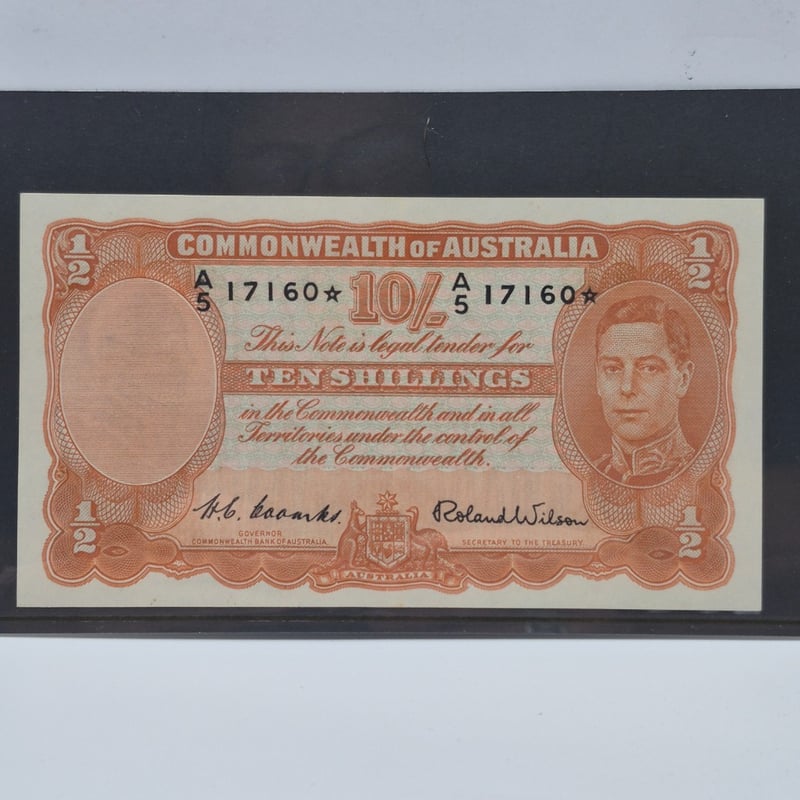 ½ ½
COMMONWEALTH OF AUSTRALIA
A/5 17160☆ 10/- A/5 17160☆
This Note is legal tender for
TEN SHILLINGS
in the Commonwealth and in all
Territories under the control of
the Commonwealth.
H.C. Coombs. Roland Wilson
GOVERNOR
COMMONWEALTH BANK OF AUSTRALIA. SECRETARY TO THE TREASURY.
½ ½
AUSTRALIA